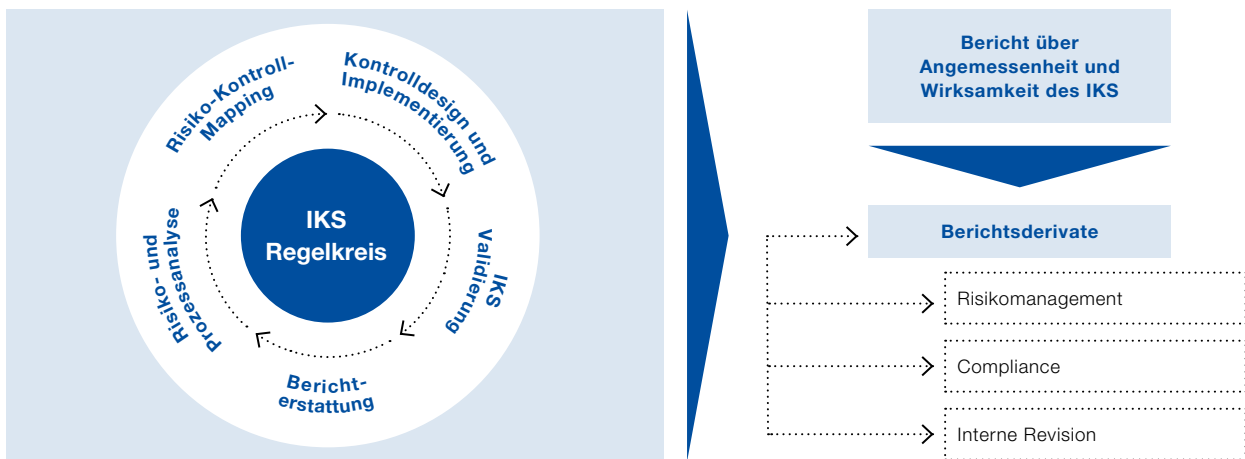 Risiko-Kontroll-
Mapping
Kontrolldesign und
Implementierung
IKS
Validierung
Bericht-
erstattung
Risiko- und
Prozessanalyse
IKS
Regelkreis
Bericht über
Angemessenheit und
Wirksamkeit des IKS
Berichtsderivate
Risikomanagement
Compliance
Interne Revision